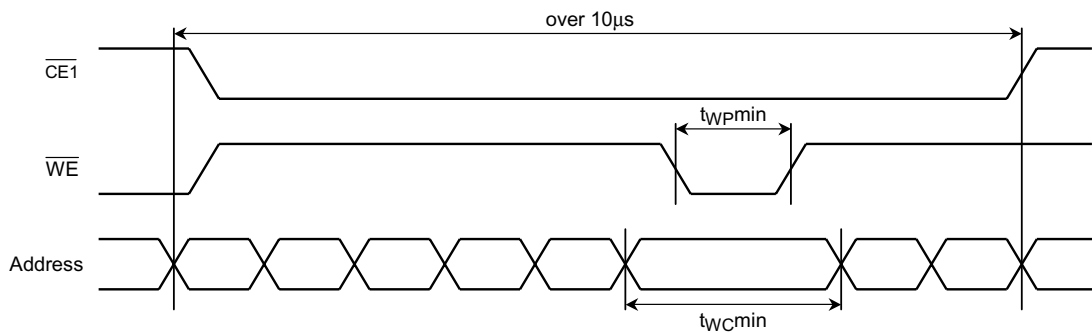 over 10μs
CE1
tWPmin
WE
Address
tWCmin